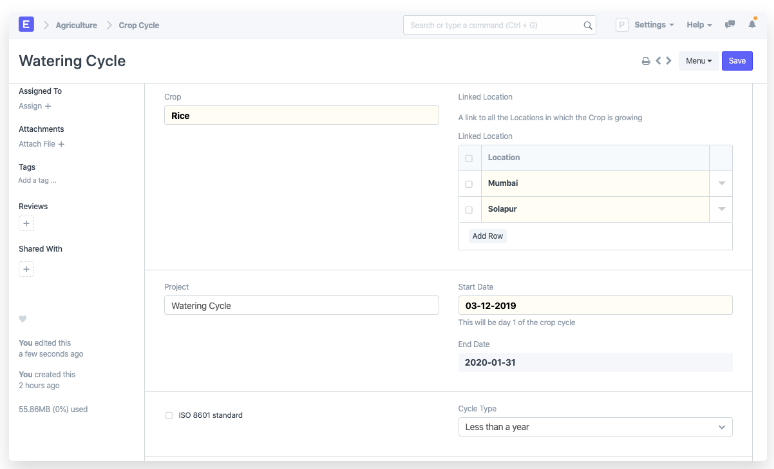 E
Agriculture
Crop Cycle
Search or type a command (Ctrl + G)
P
Settings
Help
Watering Cycle
Menu
Save
Assigned To
Assign +
Attachments
Attach File +
Tags
Add a tag ...
Reviews
+
Shared With
+
You edited this
a few seconds ago
You created this
2 hours ago
55.86MB (0%) used
Crop
Rice
Linked Location
A link to all the Locations in which the Crop is growing
Linked Location
Location
Mumbai
Solapur
Add Row
Project
Watering Cycle
Start Date
03-12-2019
This will be day 1 of the crop cycle
End Date
2020-01-31
ISO 8601 standard
Cycle Type
Less than a year